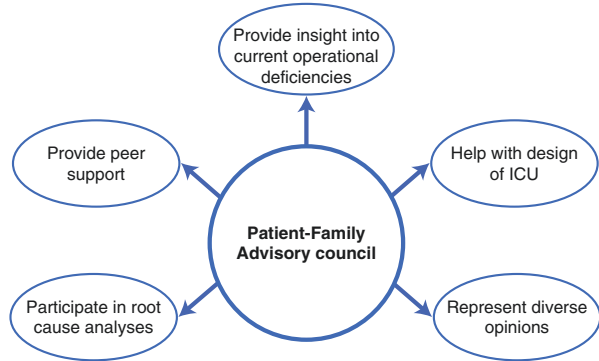 Provide insight into
current operational
deficiencies
Provide peer
support
Help with design
of ICU
Patient-Family
Advisory council
Participate in root
cause analyses
Represent diverse
opinions